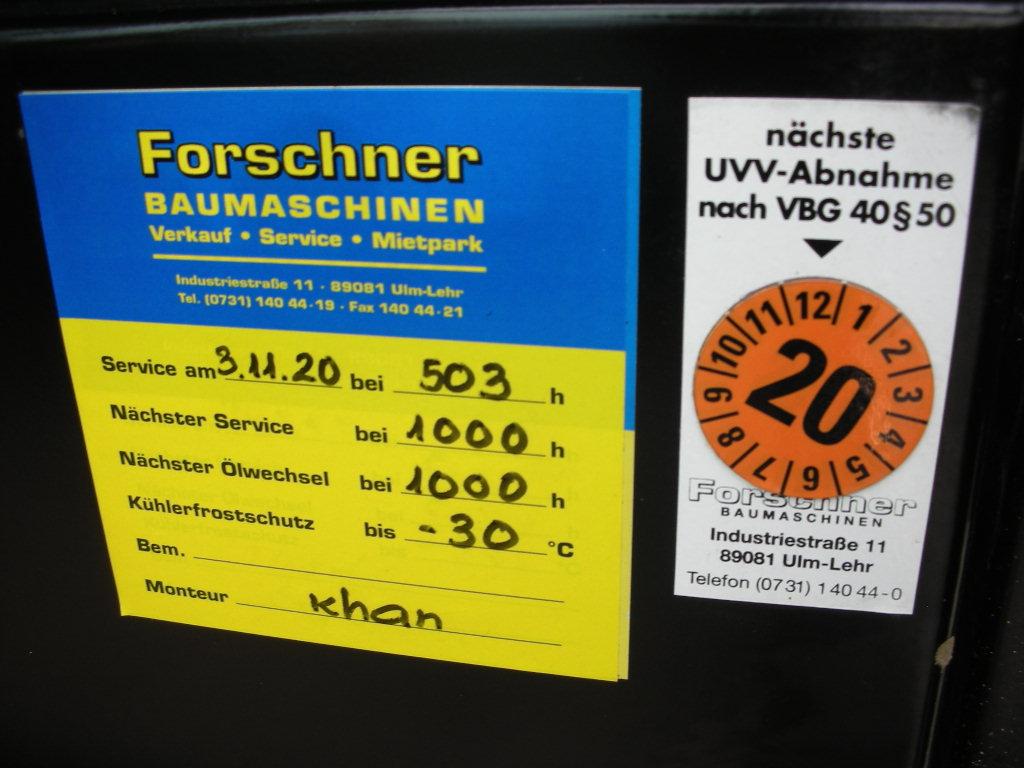 Forschner
BAUMASCHINEN
Verkauf • Service • Mietpark
Industriestraße 11 · 89081 Ulm-Lehr
Tel. (0731) 140 44-19 · Fax 140 44-21
Service am 3.11.20 bei 503 h
Nächster Service bei 1000 h
Nächster Ölwechsel bei 1000 h
Kühlerfrostschutz bis -30 °C
Bem.
Monteur Khan
nächste
UVV-Abnahme
nach VBG 40 § 50
12 1 2 3 4 5 6 7 8 9 10 11
20
Forschner
BAUMASCHINEN
Industriestraße 11
89081 Ulm-Lehr
Telefon (0731) 1 40 44-0